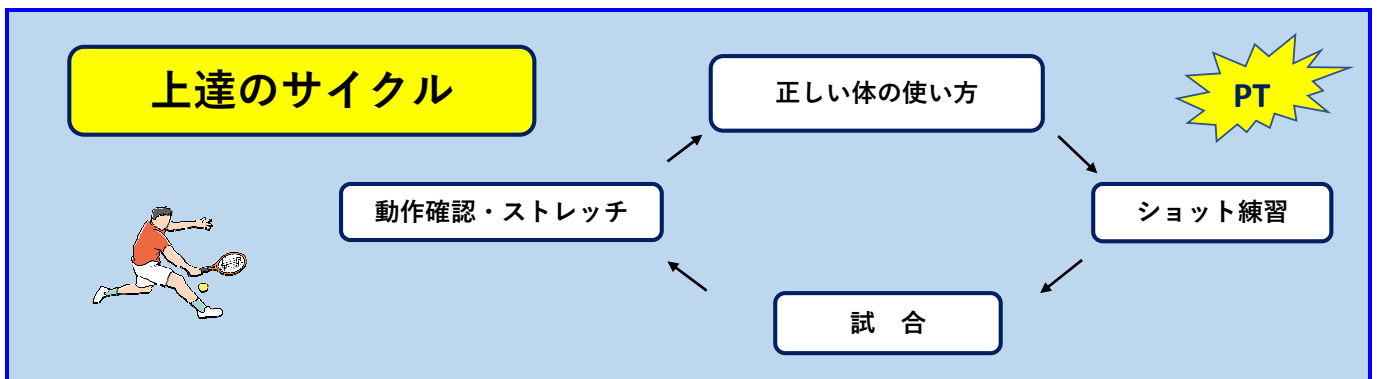 上達のサイクル
正しい体の使い方
PT
動作確認・ストレッチ
ショット練習
試　合